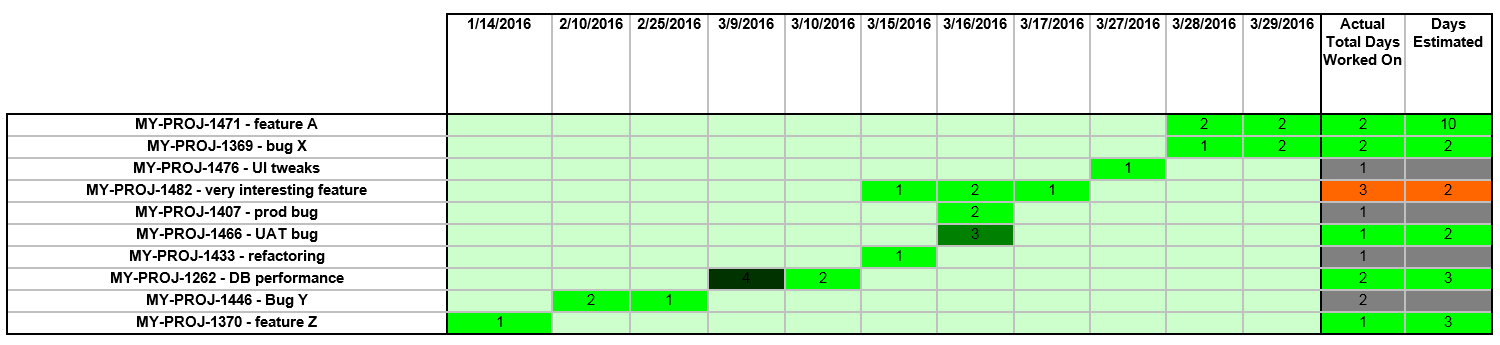 1/14/2016 2/10/2016 2/25/2016 3/9/2016 3/10/2016 3/15/2016 3/16/2016 3/17/2016 3/27/2016 3/28/2016 3/29/2016 Actual Days
Total Days Estimated
Worked On
MY-PROJ-1471 - feature A 2 2 2 10
MY-PROJ-1369 - bug X 1 2 2 2
MY-PROJ-1476 - UI tweaks 1 1
MY-PROJ-1482 - very interesting feature 1 2 1 3 2
MY-PROJ-1407 - prod bug 2 1
MY-PROJ-1466 - UAT bug 3 1 2
MY-PROJ-1433 - refactoring 1 1
MY-PROJ-1262 - DB performance 4 2 2 3
MY-PROJ-1446 - Bug Y 2 1 2
MY-PROJ-1370 - feature Z 1 1 3